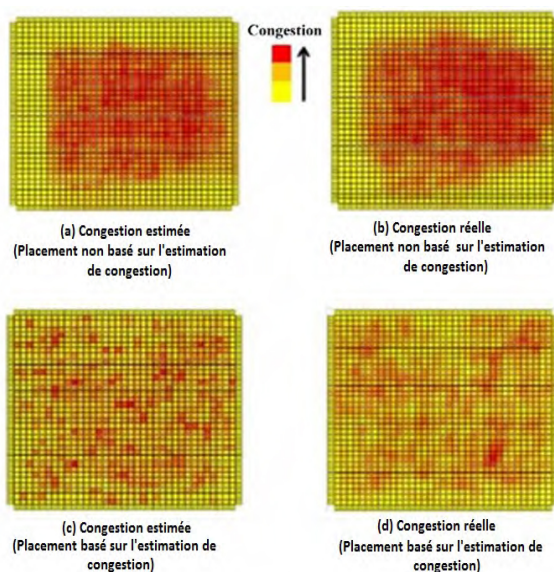 Congestion
(a) Congestion estimée
(Placement non basé sur l'estimation
de congestion)
(b) Congestion réelle
(Placement non basé sur l'estimation
de congestion)
(c) Congestion estimée
(Placement basé sur l'estimation de
congestion)
(d) Congestion réelle
(Placement basé sur l'estimation de
congestion)